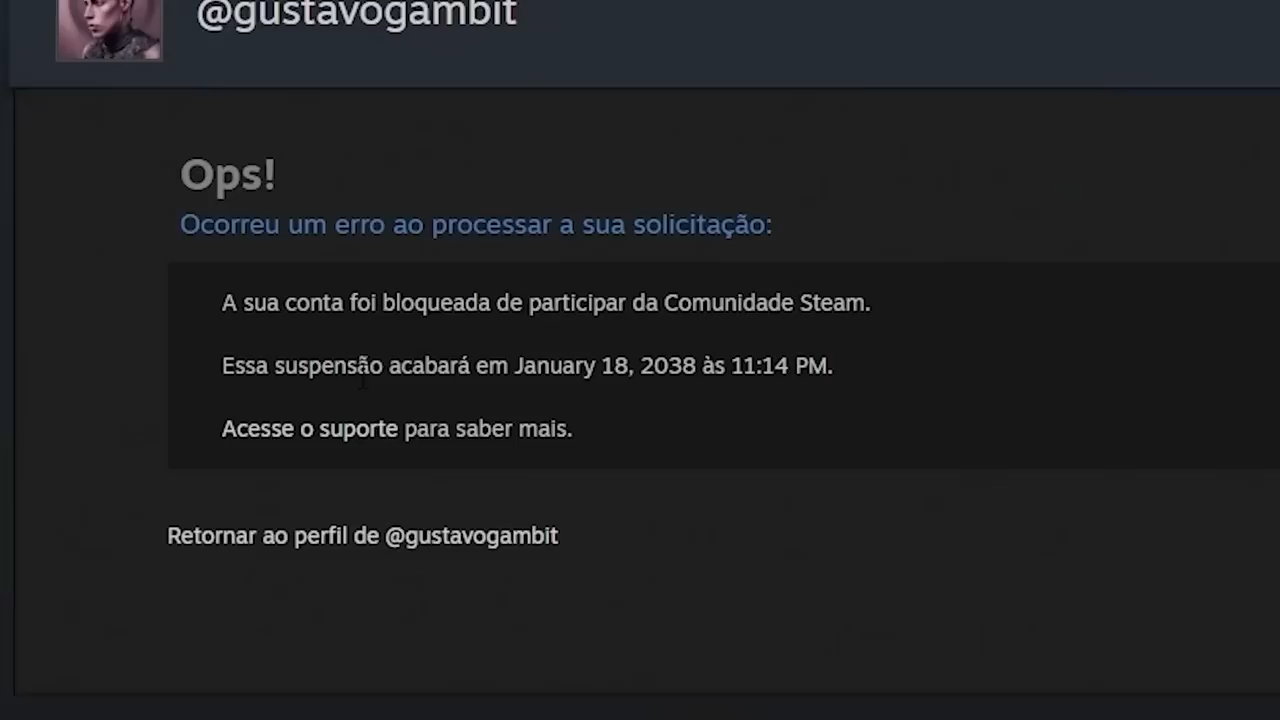 @gustavogambit
Ops!
Ocorreu um erro ao processar a sua solicitação:
A sua conta foi bloqueada de participar da Comunidade Steam.
Essa suspensão acabará em January 18, 2038 às 11:14 PM.
Acesse o suporte para saber mais.
Retornar ao perfil de @gustavogambit